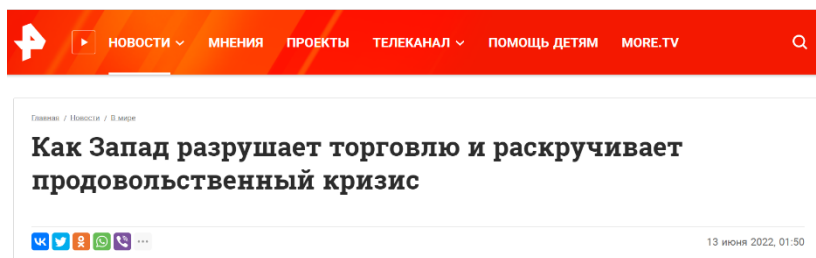 НОВОСТИ МНЕНИЯ ПРОЕКТЫ ТЕЛЕКАНАЛ ПОМОЩЬ ДЕТЯМ MORE.TV
Главная / Новости / В мире
Как Запад разрушает торговлю и раскручивает
продовольственный кризис
13 июня 2022, 01:50